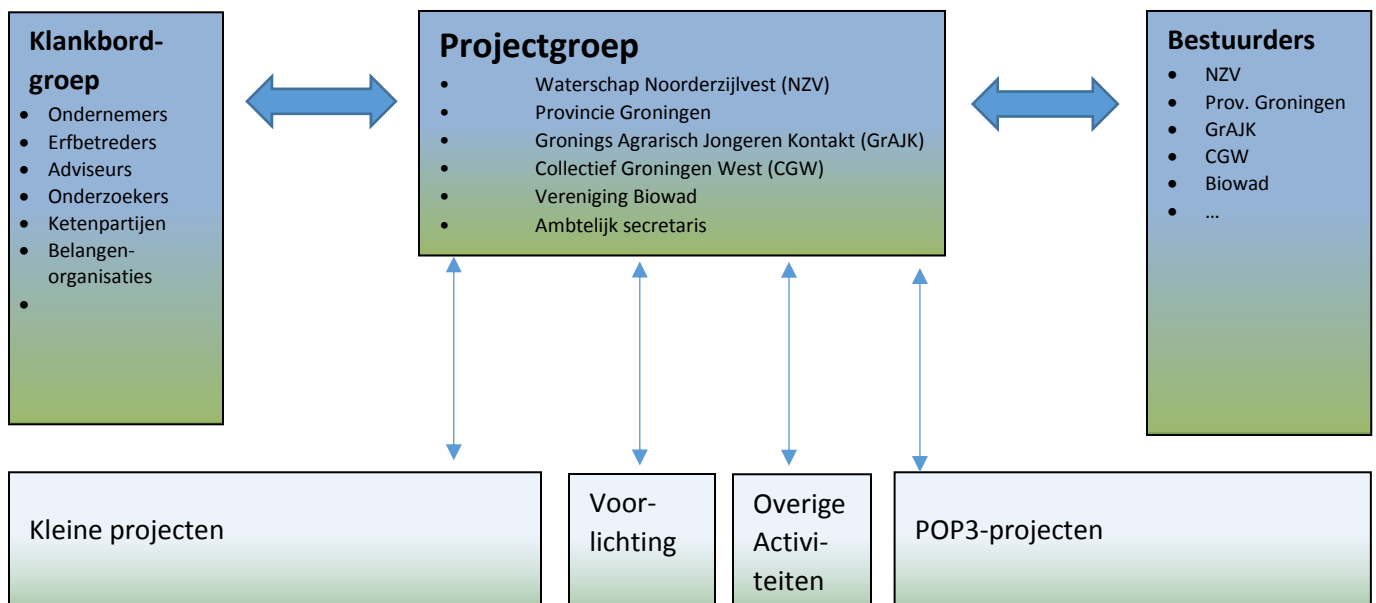 Klankbord-
groep
• Ondernemers
• Erfbetreders
• Adviseurs
• Onderzoekers
• Ketenpartijen
• Belangen-
organisaties
•
Projectgroep
• Waterschap Noorderzijlvest (NZV)
• Provincie Groningen
• Gronings Agrarisch Jongeren Kontakt (GrAJK)
• Collectief Groningen West (CGW)
• Vereniging Biowad
• Ambtelijk secretaris
Bestuurders
• NZV
• Prov. Groningen
• GrAJK
• CGW
• Biowad
• ...
Kleine projecten
Voor-
lichting
Overige
Activi-
teiten
POP3-projecten